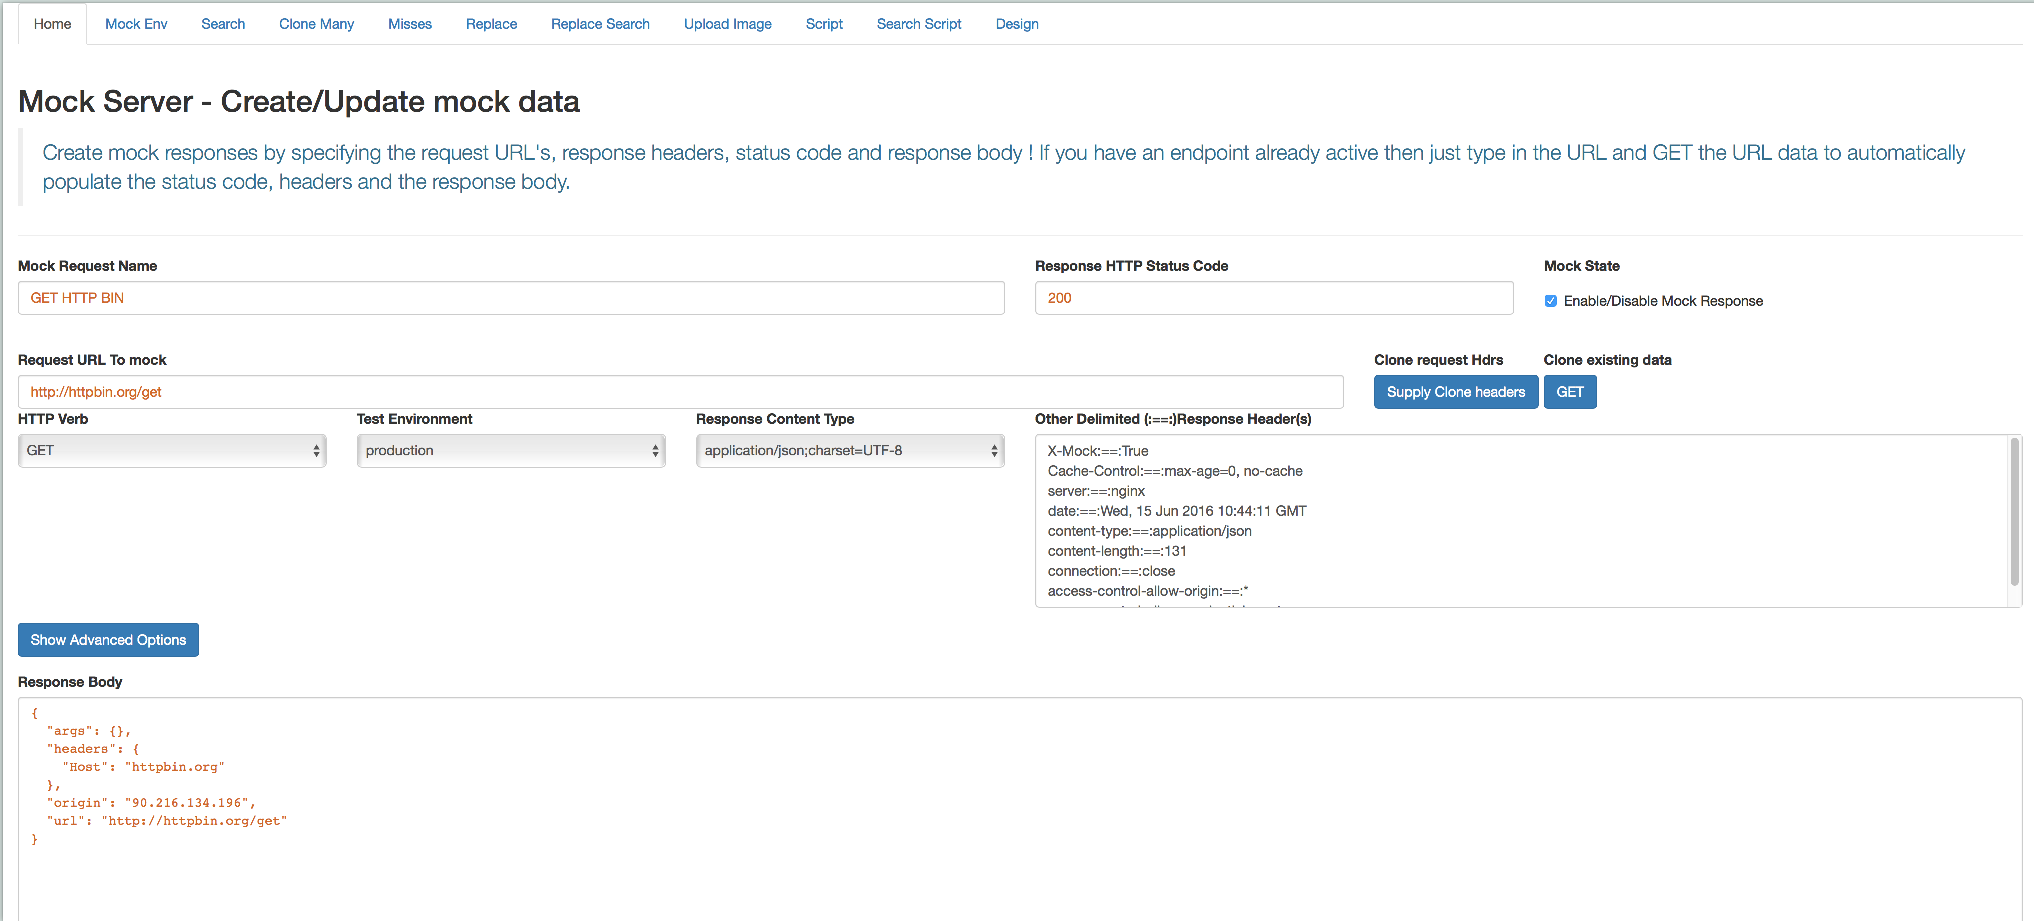 Home Mock Env Search Clone Many Misses Replace Replace Search Upload Image Script Search Script Design
Mock Server - Create/Update mock data
Create mock responses by specifying the request URL's, response headers, status code and response body ! If you have an endpoint already active then just type in the URL and GET the URL data to automatically
populate the status code, headers and the response body.
Mock Request Name Response HTTP Status Code Mock State
GET HTTP BIN 200 Enable/Disable Mock Response
Request URL To mock Clone request Hdrs Clone existing data
http://httpbin.org/get Supply Clone headers GET
HTTP Verb Test Environment Response Content Type Other Delimited (:==:)Response Header(s)
GET production application/json;charset=UTF-8
X-Mock:==:True
Cache-Control:==:max-age=0, no-cache
server:==:nginx
date:==:Wed, 15 Jun 2016 10:44:11 GMT
content-type:==:application/json
content-length:==:131
connection:==:close
access-control-allow-origin:==:*
Show Advanced Options
Response Body
{
"args": {},
"headers": {
"Host": "httpbin.org"
},
"origin": "90.216.134.196",
"url": "http://httpbin.org/get"
}